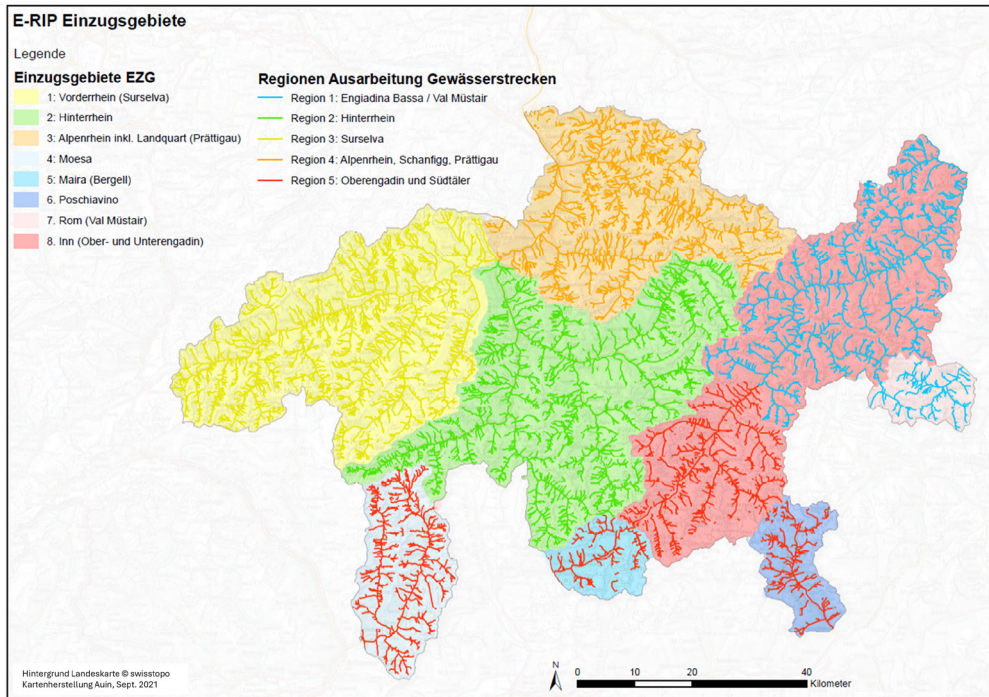 E-RIP Einzugsgebiete
Legende
Einzugsgebiete EZG
1: Vorderrhein (Surselva)
2: Hinterrhein
3: Alpenrhein inkl. Landquart (Prättigau)
4: Moesa
5: Maira (Bergell)
6. Poschiavino
7. Rom (Val Müstair)
8. Inn (Ober- und Unterengadin)
Regionen Ausarbeitung Gewässerstrecken
Region 1: Engiadina Bassa / Val Müstair
Region 2: Hinterrhein
Region 3: Surselva
Region 4: Alpenrhein, Schanfigg, Prättigau
Region 5: Oberengadin und Südtäler
Hintergrund Landeskarte © swisstopo
Kartenherstellung Auin, Sept. 2021
N
0 10 20 40
Kilometer